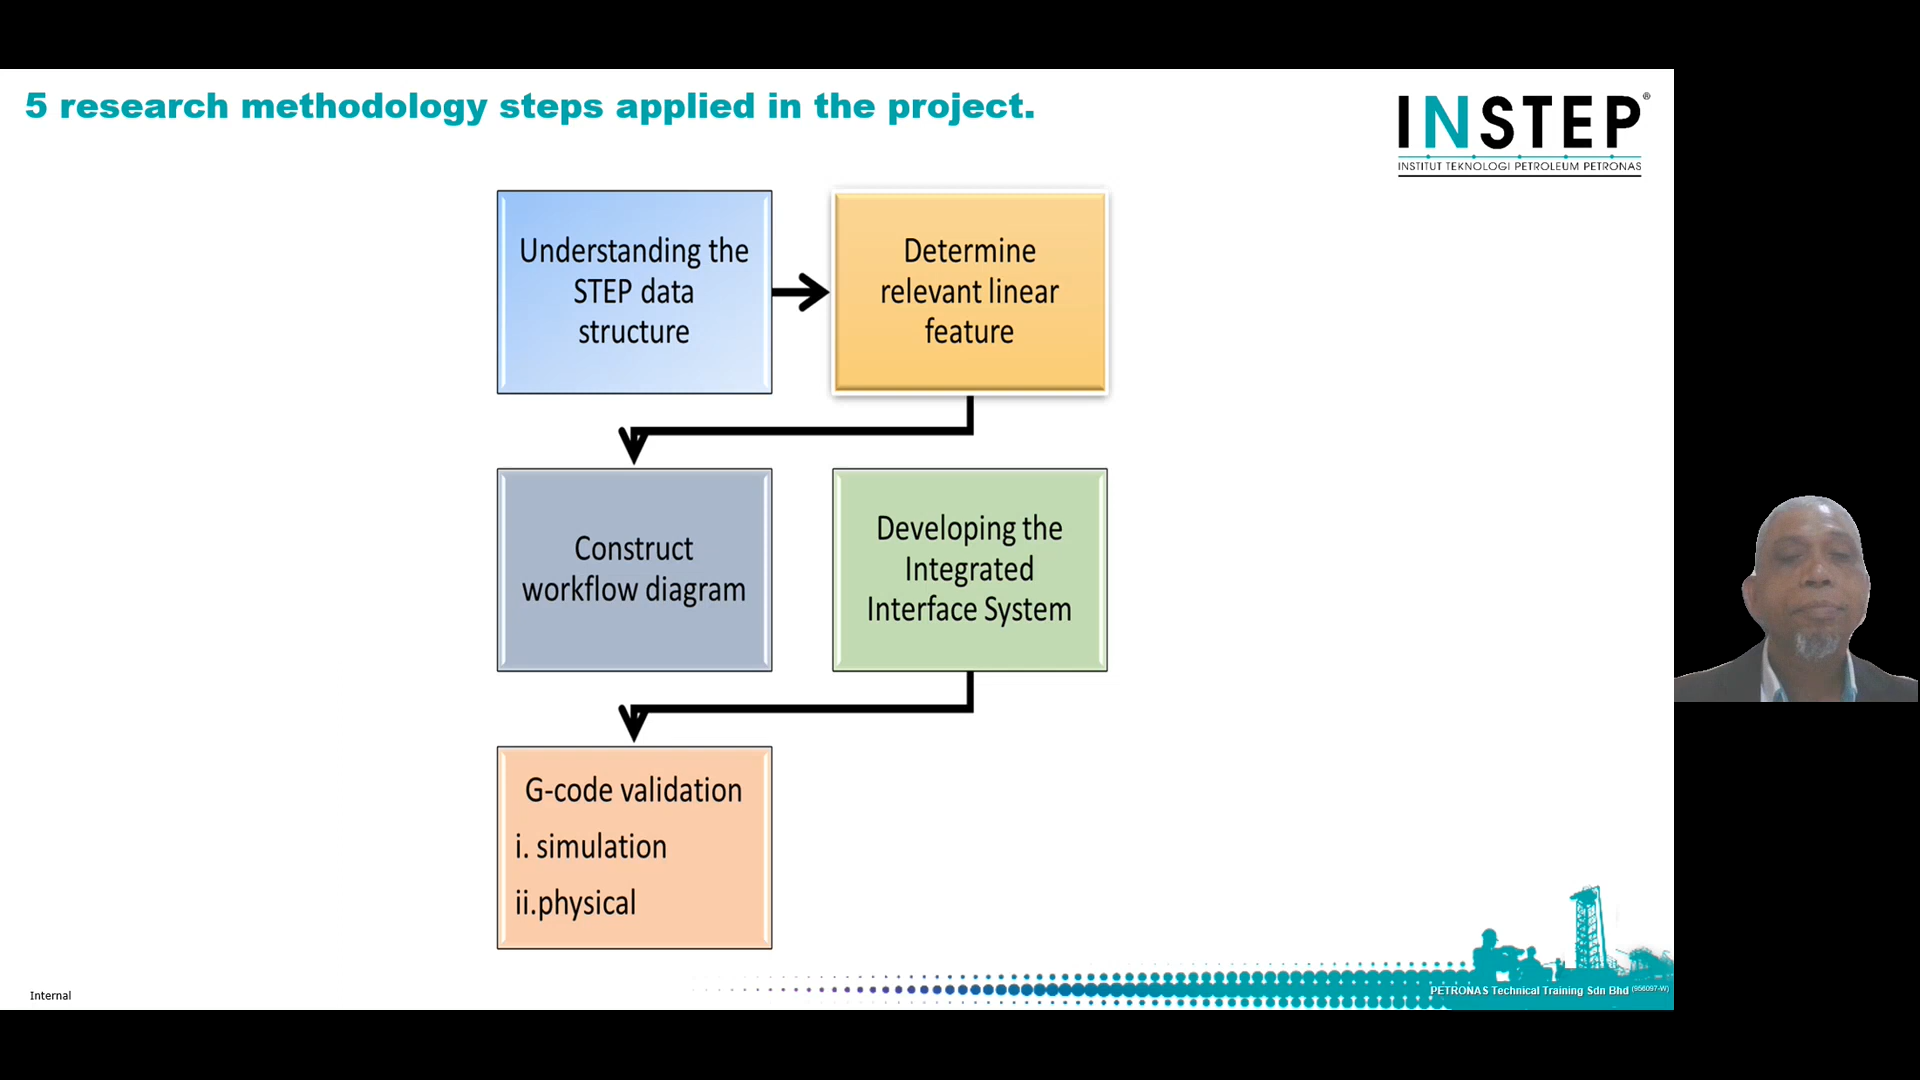 5 research methodology steps applied in the project.
INSTEP®
INSTITUT TEKNOLOGI PETROLEUM PETRONAS
Understanding the
STEP data
structure
Determine
relevant linear
feature
Construct
workflow diagram
Developing the
Integrated
Interface System
G-code validation
i. simulation
ii.physical
Internal
PETRONAS Technical Training Sdn Bhd (956097-W)